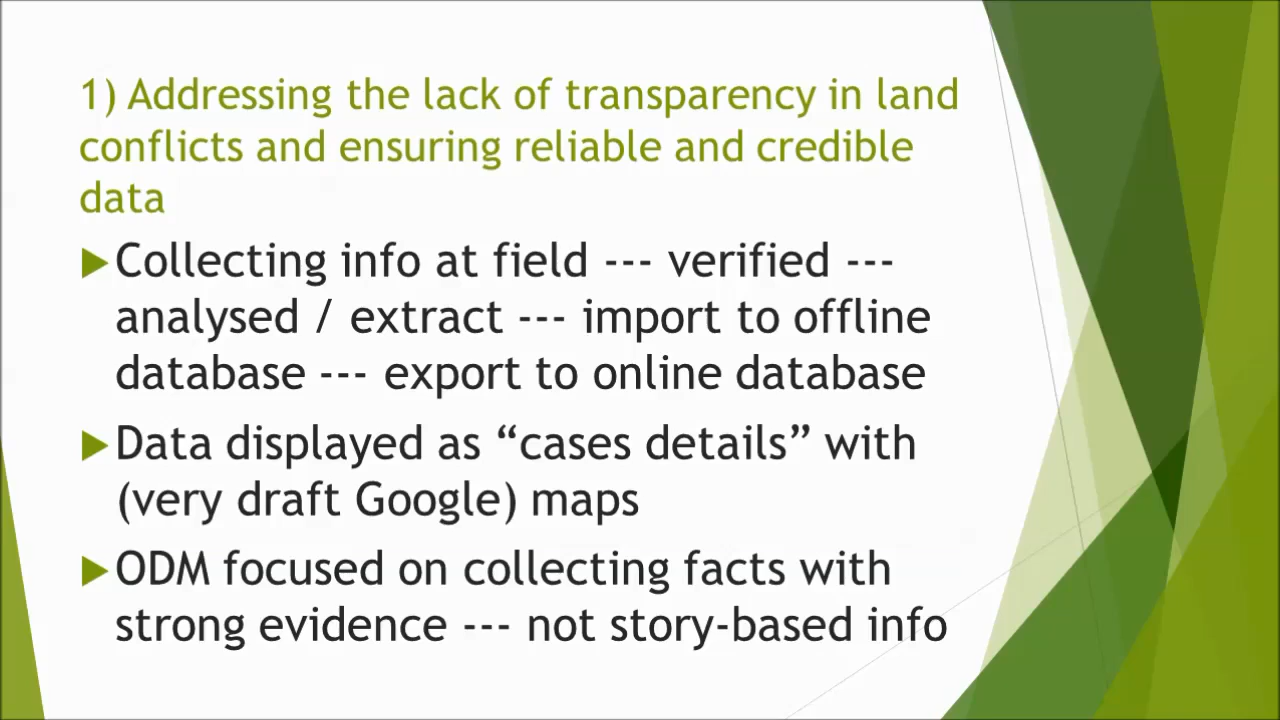 1) Addressing the lack of transparency in land
conflicts and ensuring reliable and credible
data
Collecting info at field --- verified ---
analysed / extract --- import to offline
database --- export to online database
Data displayed as “cases details” with
(very draft Google) maps
ODM focused on collecting facts with
strong evidence --- not story-based info